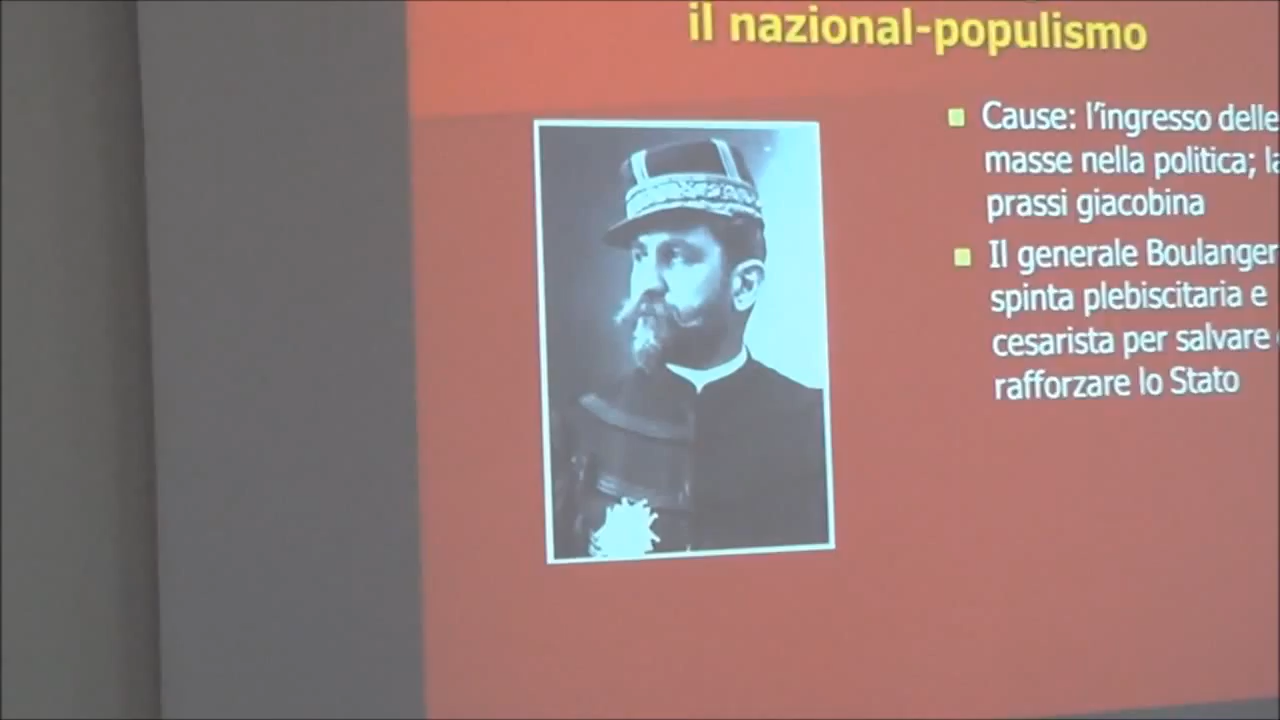 il nazional-populismo
Cause: l'ingresso delle
masse nella politica; la
prassi giacobina
Il generale Boulanger
spinta plebiscitaria e
cesarista per salvare
rafforzare lo Stato